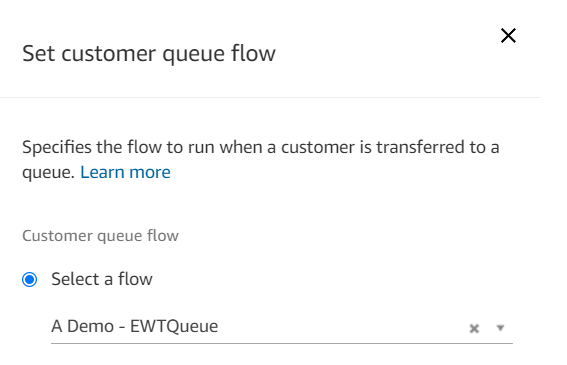 Set customer queue flow
Specifies the flow to run when a customer is transferred to a
queue. Learn more
Customer queue flow
Select a flow
A Demo - EWTQueue